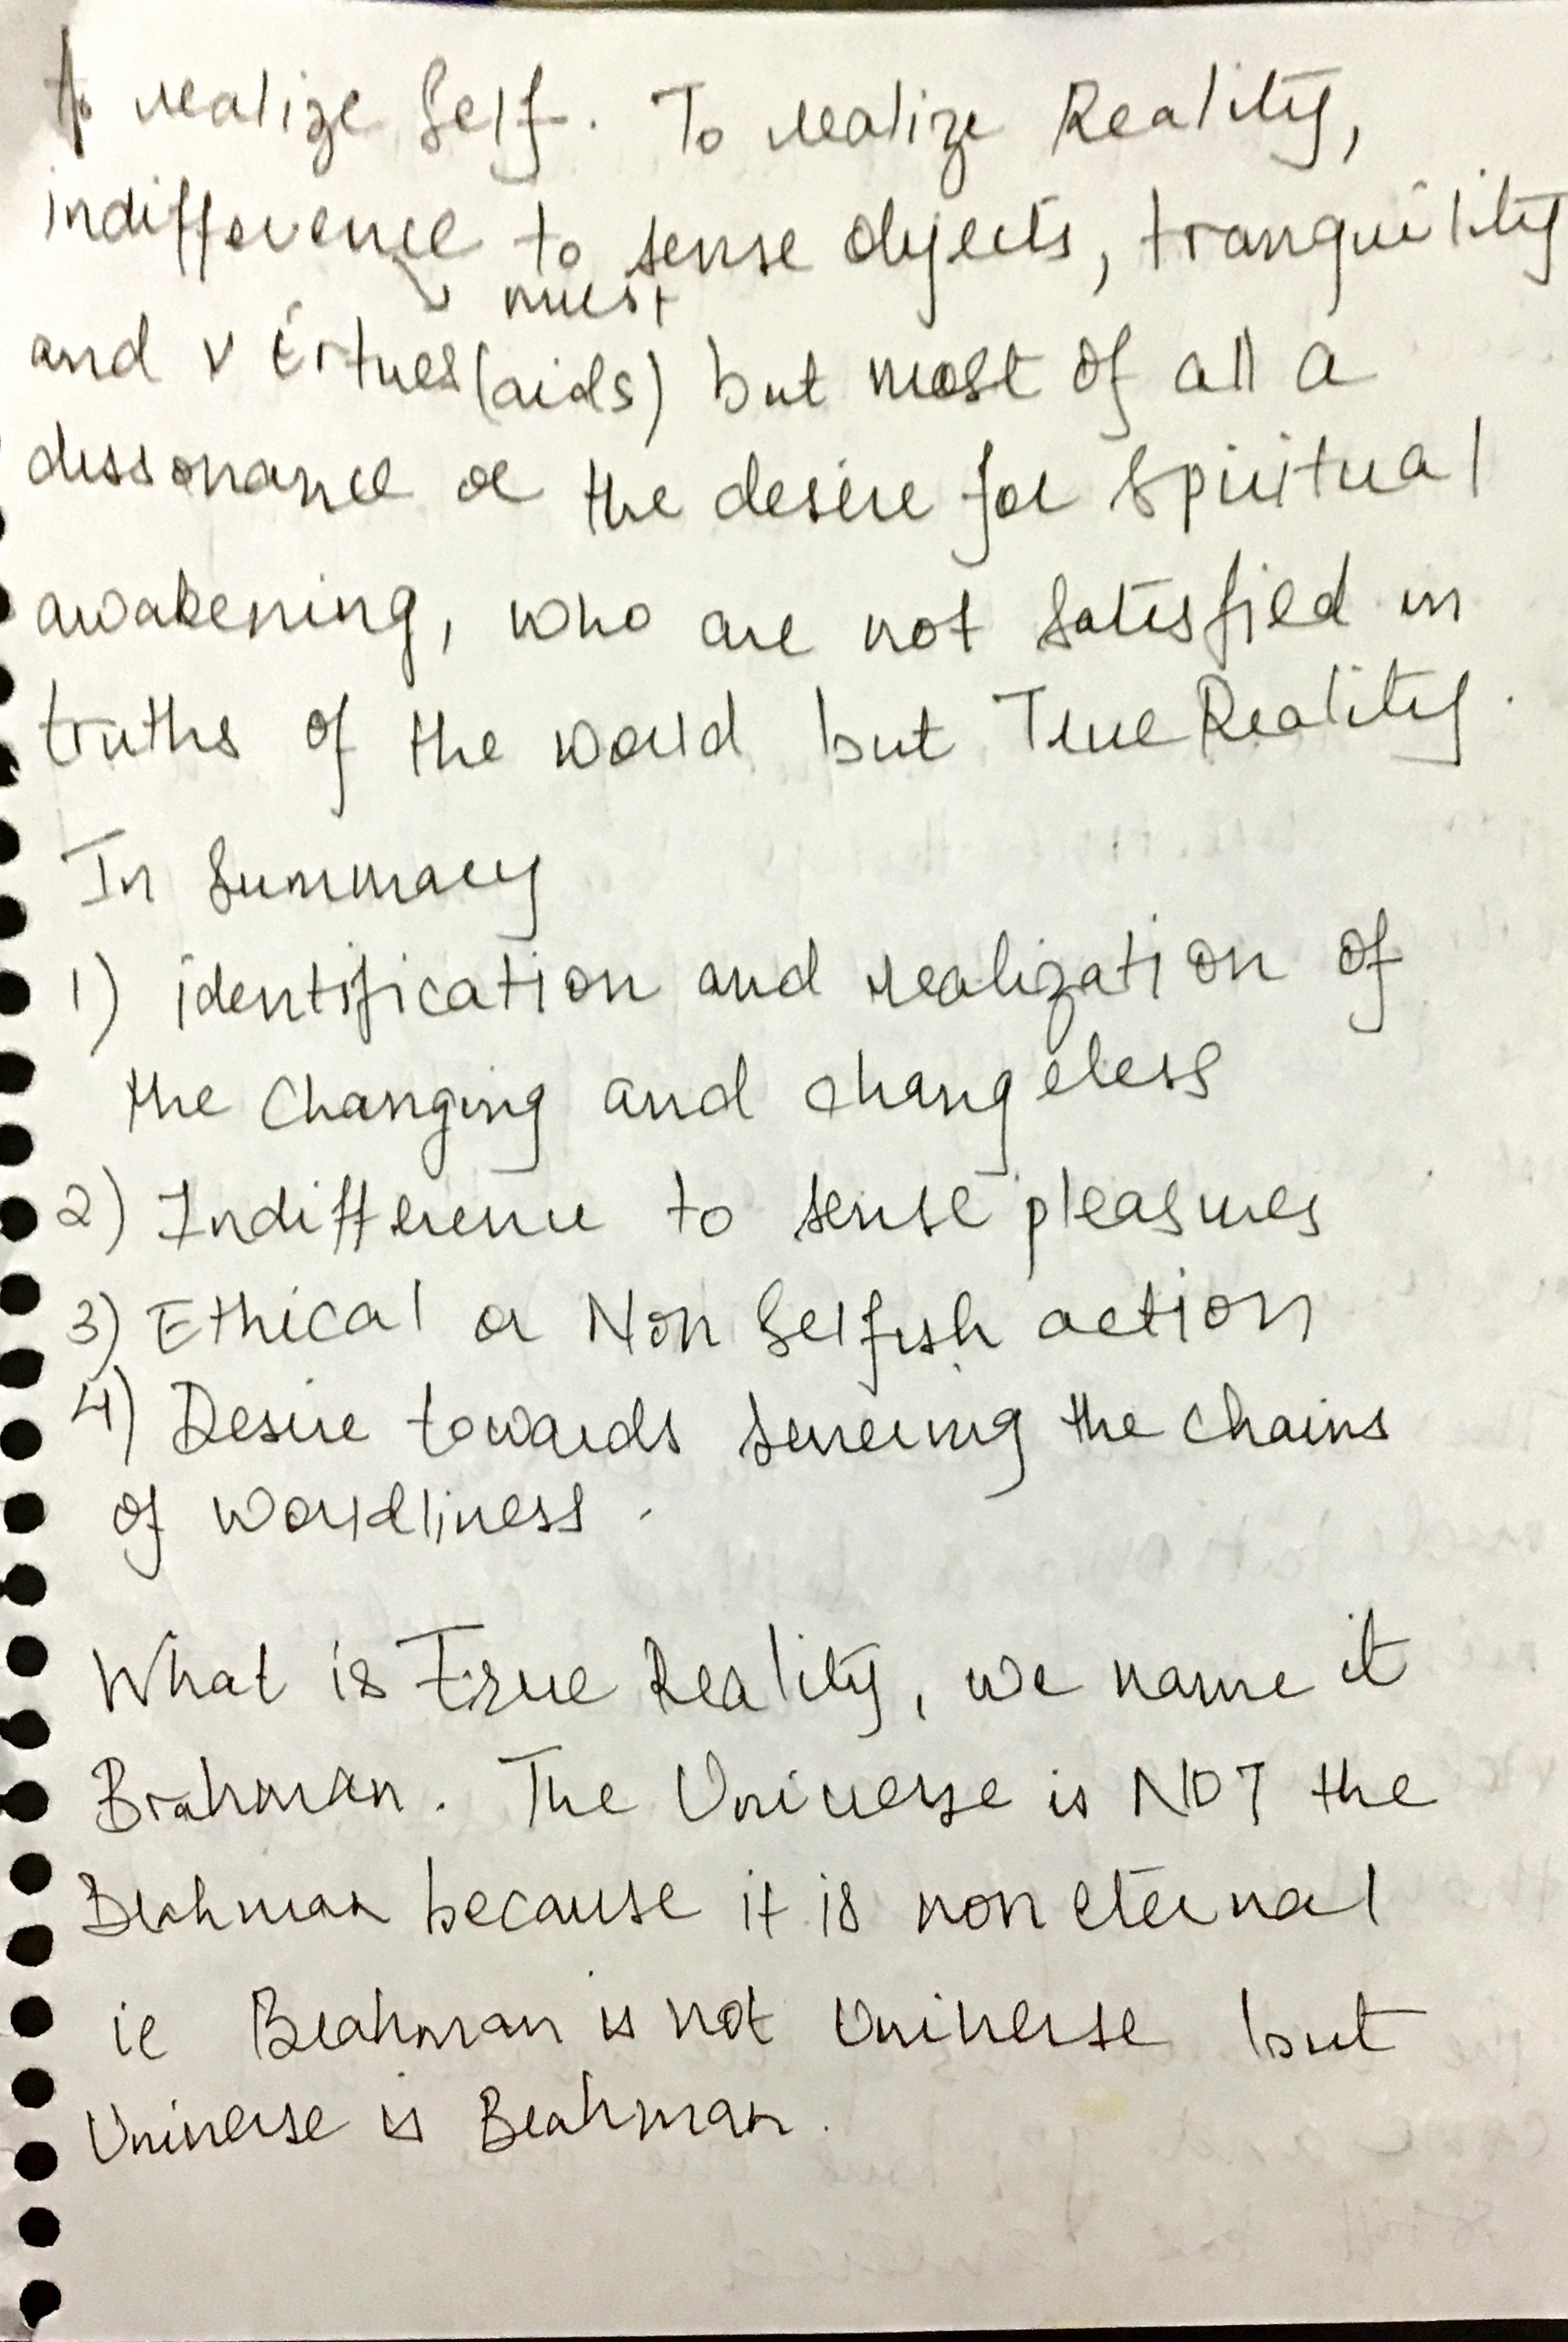 to realize Self. To realize Reality,
indifference to sense objects, tranquility
must
and virtues (aids) but most of all a
dissonance or the desire for spiritual
awakening, who are not satisfied in
truths of the world but True Reality.
In Summary
1) identification and realization of
the changing and changeless
2) Indifference to sense pleasures
3) Ethical or Non Selfish action
4) Desire towards severing the chains
of worldliness.
What is True Reality, we name it
Brahman. The Universe is NOT the
Brahman because it is non eternal
ie Brahman is not Universe but
Universe is Brahman.